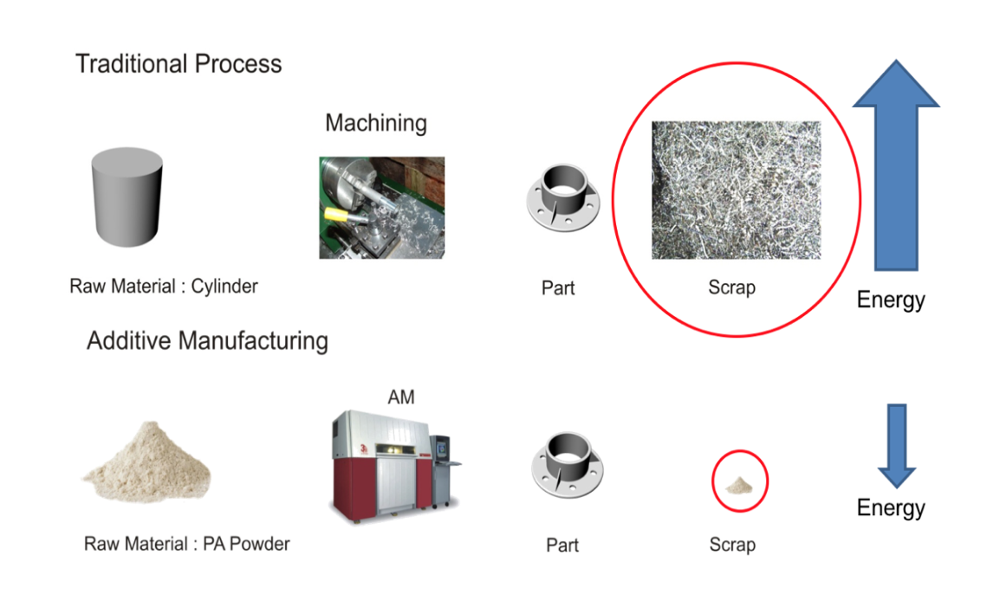 Traditional Process
Machining
Raw Material : Cylinder
Part
Scrap
Energy
Additive Manufacturing
AM
Raw Material : PA Powder
Part
Scrap
Energy